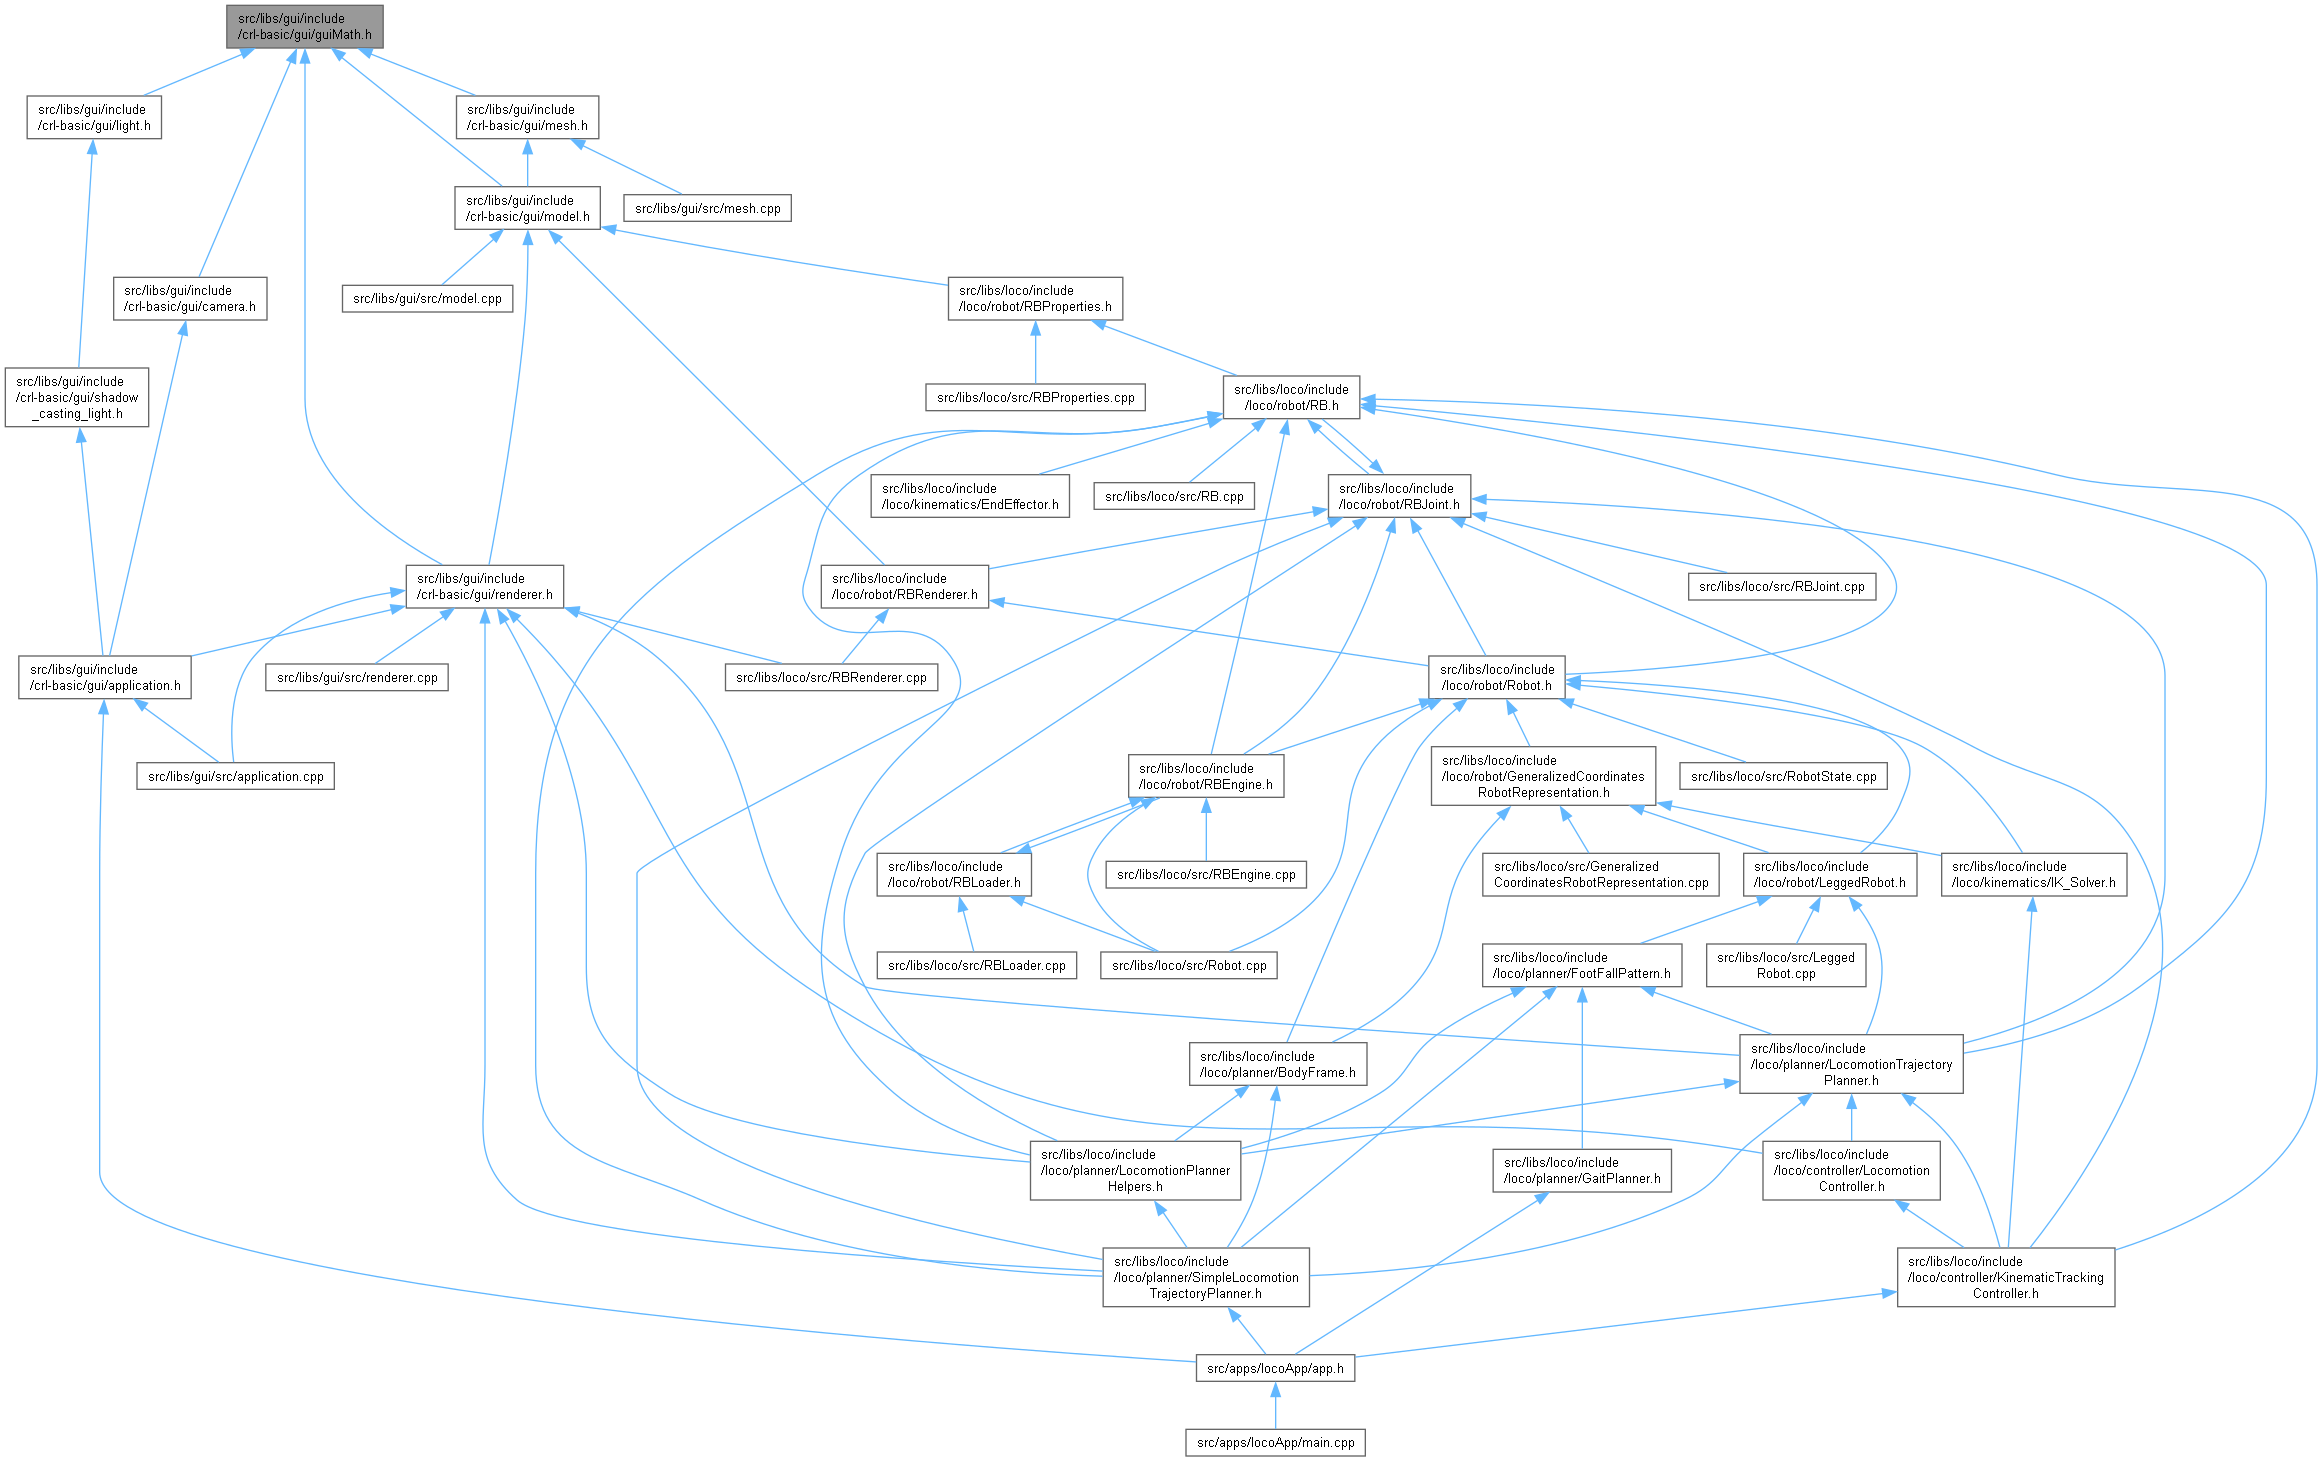 src/libs/gui/include
/crl-basic/gui/guiMath.h
src/libs/gui/include
/crl-basic/gui/light.h
src/libs/gui/include
/crl-basic/gui/mesh.h
src/libs/gui/include
/crl-basic/gui/model.h
src/libs/gui/src/mesh.cpp
src/libs/gui/include
/crl-basic/gui/camera.h
src/libs/gui/src/model.cpp
src/libs/loco/include
/loco/robot/RBProperties.h
src/libs/gui/include
/crl-basic/gui/shadow
_casting_light.h
src/libs/loco/src/RBProperties.cpp
src/libs/loco/include
/loco/robot/RB.h
src/libs/loco/include
/loco/kinematics/EndEffector.h
src/libs/loco/src/RB.cpp
src/libs/loco/include
/loco/robot/RBJoint.h
src/libs/gui/include
/crl-basic/gui/renderer.h
src/libs/loco/include
/loco/robot/RBRenderer.h
src/libs/loco/src/RBJoint.cpp
src/libs/gui/include
/crl-basic/gui/application.h
src/libs/gui/src/renderer.cpp
src/libs/loco/src/RBRenderer.cpp
src/libs/loco/include
/loco/robot/Robot.h
src/libs/gui/src/application.cpp
src/libs/loco/include
/loco/robot/RBEngine.h
src/libs/loco/include
/loco/robot/GeneralizedCoordinates
RobotRepresentation.h
src/libs/loco/src/RobotState.cpp
src/libs/loco/include
/loco/robot/RBLoader.h
src/libs/loco/src/RBEngine.cpp
src/libs/loco/src/Generalized
CoordinatesRobotRepresentation.cpp
src/libs/loco/include
/loco/robot/LeggedRobot.h
src/libs/loco/include
/loco/kinematics/IK_Solver.h
src/libs/loco/src/RBLoader.cpp
src/libs/loco/src/Robot.cpp
src/libs/loco/include
/loco/planner/FootFallPattern.h
src/libs/loco/src/Legged
Robot.cpp
src/libs/loco/include
/loco/planner/BodyFrame.h
src/libs/loco/include
/loco/planner/LocomotionTrajectory
Planner.h
src/libs/loco/include
/loco/planner/LocomotionPlanner
Helpers.h
src/libs/loco/include
/loco/planner/GaitPlanner.h
src/libs/loco/include
/loco/controller/Locomotion
Controller.h
src/libs/loco/include
/loco/planner/SimpleLocomotion
TrajectoryPlanner.h
src/libs/loco/include
/loco/controller/KinematicTracking
Controller.h
src/apps/locoApp/app.h
src/apps/locoApp/main.cpp